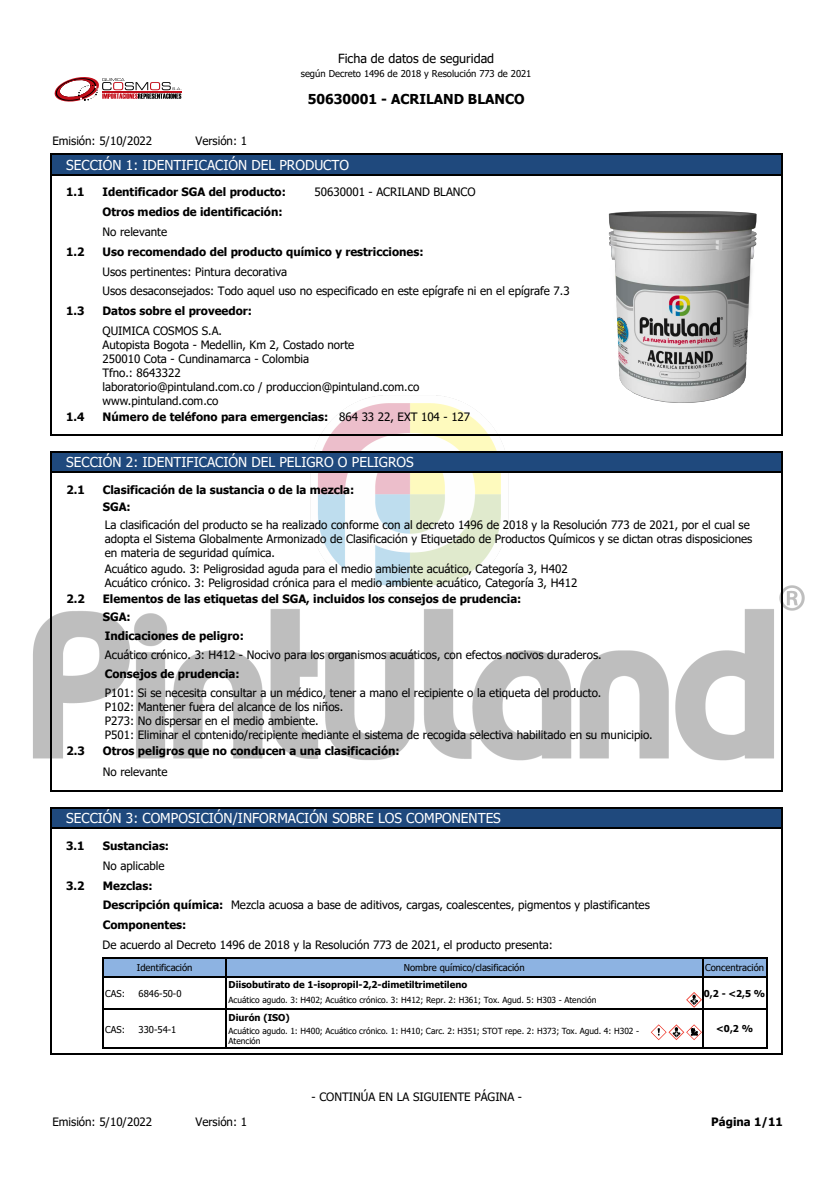 Ficha de datos de seguridad
según Decreto 1496 de 2018 y Resolución 773 de 2021
QUIMICA
COSMOS S.A.
IMPORTACIONES REPRESENTACIONES
50630001 - ACRILAND BLANCO
Emisión: 5/10/2022 Versión: 1
SECCIÓN 1: IDENTIFICACIÓN DEL PRODUCTO
1.1 Identificador SGA del producto: 50630001 - ACRILAND BLANCO
Otros medios de identificación:
No relevante
1.2 Uso recomendado del producto químico y restricciones:
Usos pertinentes: Pintura decorativa
Usos desaconsejados: Todo aquel uso no especificado en este epígrafe ni en el epígrafe 7.3
1.3 Datos sobre el proveedor:
QUIMICA COSMOS S.A.
Autopista Bogota - Medellin, Km 2, Costado norte
250010 Cota - Cundinamarca - Colombia
Tfno.: 8643322
laboratorio@pintuland.com.co / produccion@pintuland.com.co
www.pintuland.com.co
1.4 Número de teléfono para emergencias: 864 33 22, EXT 104 - 127
Pintuland
¡La nueva imagen en pintura!
ACRILAND
PINTURA ACRILICA EXTERIOR-INTERIOR
SECCIÓN 2: IDENTIFICACIÓN DEL PELIGRO O PELIGROS
2.1 Clasificación de la sustancia o de la mezcla:
SGA:
La clasificación del producto se ha realizado conforme con al decreto 1496 de 2018 y la Resolución 773 de 2021, por el cual se
adopta el Sistema Globalmente Armonizado de Clasificación y Etiquetado de Productos Químicos y se dictan otras disposiciones
en materia de seguridad química.
Acuático agudo. 3: Peligrosidad aguda para el medio ambiente acuático, Categoría 3, H402
Acuático crónico. 3: Peligrosidad crónica para el medio ambiente acuático, Categoría 3, H412
2.2 Elementos de las etiquetas del SGA, incluidos los consejos de prudencia:
SGA:
Indicaciones de peligro:
Acuático crónico. 3: H412 - Nocivo para los organismos acuáticos, con efectos nocivos duraderos.
Consejos de prudencia:
P101: Si se necesita consultar a un médico, tener a mano el recipiente o la etiqueta del producto.
P102: Mantener fuera del alcance de los niños.
P273: No dispersar en el medio ambiente.
P501: Eliminar el contenido/recipiente mediante el sistema de recogida selectiva habilitado en su municipio.
2.3 Otros peligros que no conducen a una clasificación:
No relevante
Pintuland®
SECCIÓN 3: COMPOSICIÓN/INFORMACIÓN SOBRE LOS COMPONENTES
3.1 Sustancias:
No aplicable
3.2 Mezclas:
Descripción química: Mezcla acuosa a base de aditivos, cargas, coalescentes, pigmentos y plastificantes
Componentes:
De acuerdo al Decreto 1496 de 2018 y la Resolución 773 de 2021, el producto presenta:
Identificación Nombre químico/clasificación Concentración
Diisobutirato de 1-isopropil-2,2-dimetiltrimetileno
CAS: 6846-50-0 Acuático agudo. 3: H402; Acuático crónico. 3: H412; Repr. 2: H361; Tox. Agud. 5: H303 - Atención 0,2 - <2,5 %
Diurón (ISO)
CAS: 330-54-1 Acuático agudo. 1: H400; Acuático crónico. 1: H410; Carc. 2: H351; STOT repe. 2: H373; Tox. Agud. 4: H302 - <0,2 %
Atención
- CONTINÚA EN LA SIGUIENTE PÁGINA -
Emisión: 5/10/2022 Versión: 1 Página 1/11